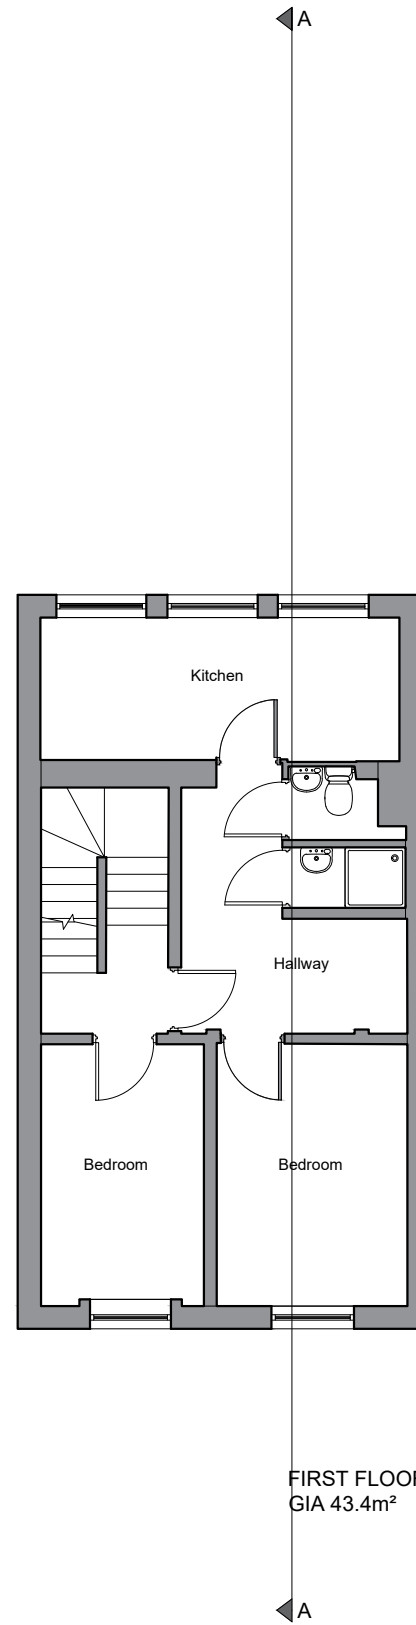 A
Kitchen
Hallway
Bedroom
Bedroom
FIRST FLOOR
GIA 43.4m²
A